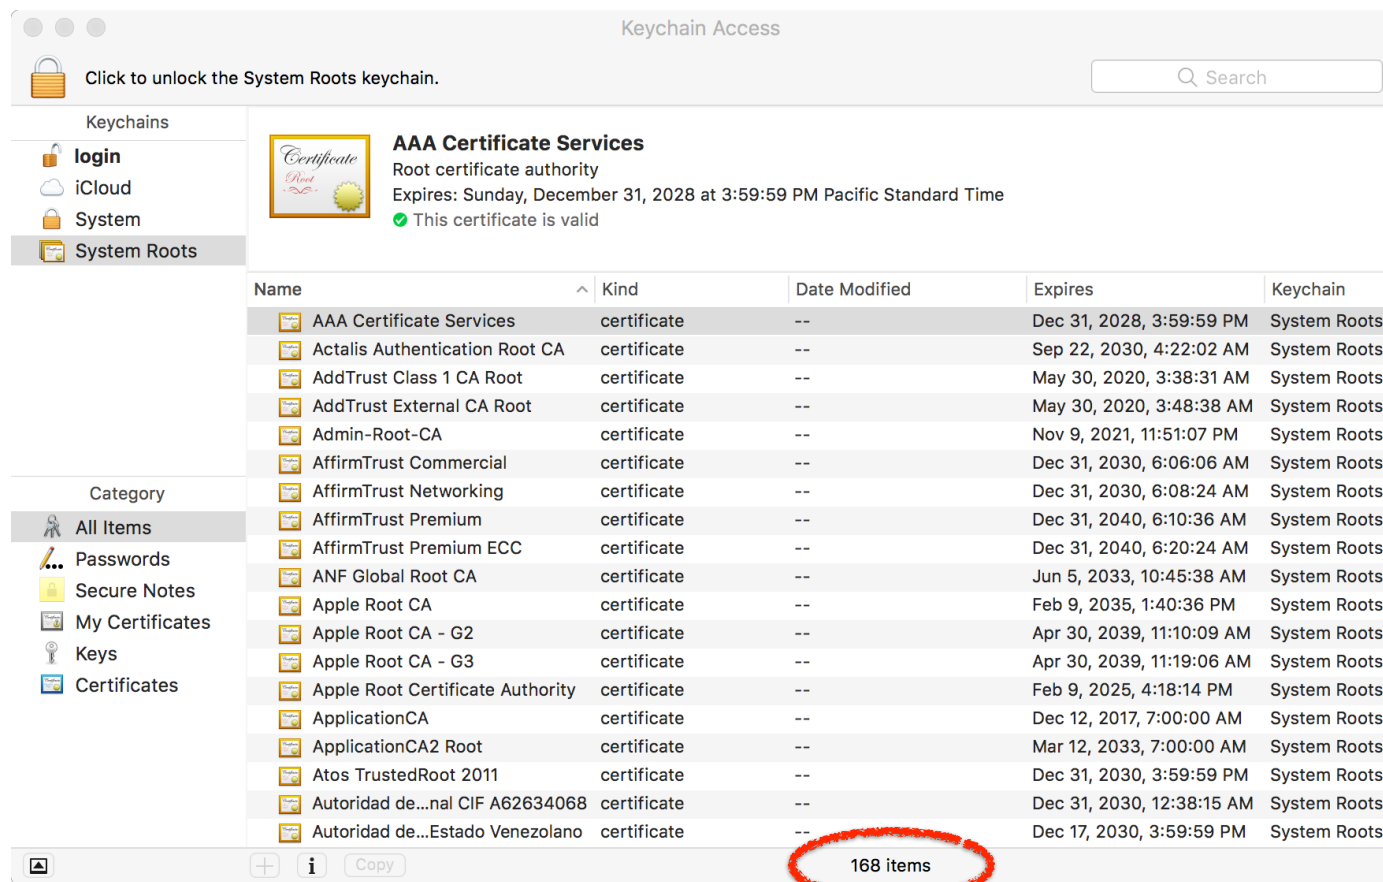 Keychain Access
Click to unlock the System Roots keychain.
Search
Keychains
login
iCloud
System
System Roots
Certificate
Root
AAA Certificate Services
Root certificate authority
Expires: Sunday, December 31, 2028 at 3:59:59 PM Pacific Standard Time
This certificate is valid
Name Kind Date Modified Expires Keychain
AAA Certificate Services certificate -- Dec 31, 2028, 3:59:59 PM System Roots
Actalis Authentication Root CA certificate -- Sep 22, 2030, 4:22:02 AM System Roots
AddTrust Class 1 CA Root certificate -- May 30, 2020, 3:38:31 AM System Roots
AddTrust External CA Root certificate -- May 30, 2020, 3:48:38 AM System Roots
Admin-Root-CA certificate -- Nov 9, 2021, 11:51:07 PM System Roots
AffirmTrust Commercial certificate -- Dec 31, 2030, 6:06:06 AM System Roots
AffirmTrust Networking certificate -- Dec 31, 2030, 6:08:24 AM System Roots
AffirmTrust Premium certificate -- Dec 31, 2040, 6:10:36 AM System Roots
AffirmTrust Premium ECC certificate -- Dec 31, 2040, 6:20:24 AM System Roots
ANF Global Root CA certificate -- Jun 5, 2033, 10:45:38 AM System Roots
Apple Root CA certificate -- Feb 9, 2035, 1:40:36 PM System Roots
Apple Root CA - G2 certificate -- Apr 30, 2039, 11:10:09 AM System Roots
Apple Root CA - G3 certificate -- Apr 30, 2039, 11:19:06 AM System Roots
Apple Root Certificate Authority certificate -- Feb 9, 2025, 4:18:14 PM System Roots
ApplicationCA certificate -- Dec 12, 2017, 7:00:00 AM System Roots
ApplicationCA2 Root certificate -- Mar 12, 2033, 7:00:00 AM System Roots
Atos TrustedRoot 2011 certificate -- Dec 31, 2030, 3:59:59 PM System Roots
Autoridad de...nal CIF A62634068 certificate -- Dec 31, 2030, 12:38:15 AM System Roots
Autoridad de...Estado Venezolano certificate -- Dec 17, 2030, 3:59:59 PM System Roots
Category
All Items
Passwords
Secure Notes
My Certificates
Keys
Certificates
Copy
168 items